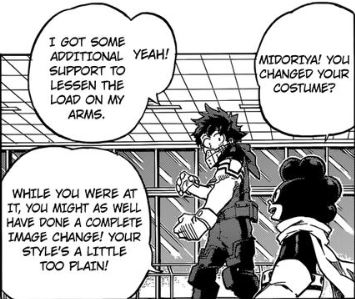 MIDORIYA! YOU
CHANGED YOUR
COSTUME?
YEAH!
I GOT SOME
ADDITIONAL
SUPPORT TO
LESSEN THE
LOAD ON MY
ARMS.
WHILE YOU WERE AT
IT, YOU MIGHT AS WELL
HAVE DONE A COMPLETE
IMAGE CHANGE! YOUR
STYLE'S A LITTLE
TOO PLAIN!